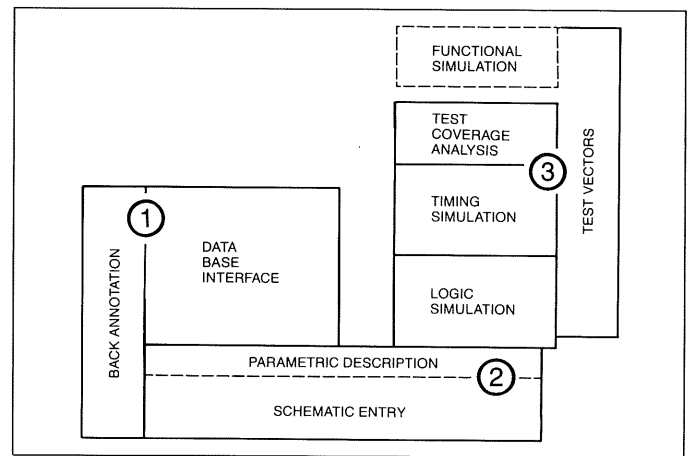 FUNCTIONAL
SIMULATION
TEST
COVERAGE
ANALYSIS
3
TEST VECTORS
TIMING
SIMULATION
1
DATA
BASE
INTERFACE
BACK ANNOTATION
LOGIC
SIMULATION
PARAMETRIC DESCRIPTION
2
SCHEMATIC ENTRY